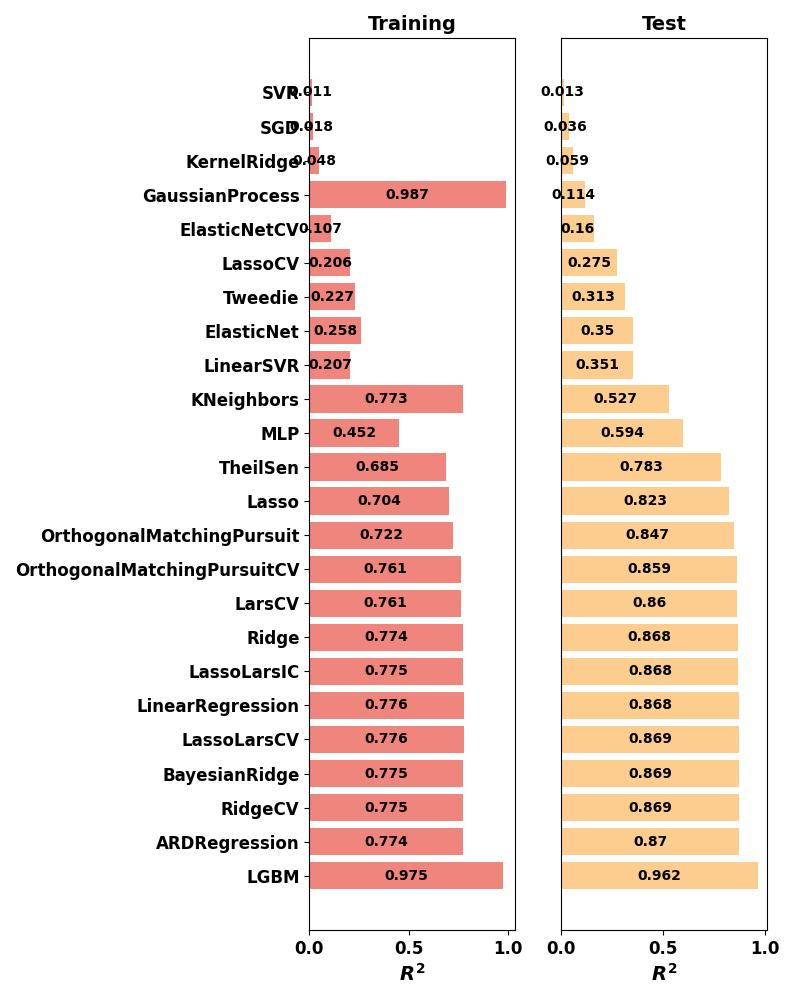 Training Test
SVR 0.011 0.013
SGD 0.018 0.036
KernelRidge 0.048 0.059
GaussianProcess 0.987 0.114
ElasticNetCV 0.107 0.16
LassoCV 0.206 0.275
Tweedie 0.227 0.313
ElasticNet 0.258 0.35
LinearSVR 0.207 0.351
KNeighbors 0.773 0.527
MLP 0.452 0.594
TheilSen 0.685 0.783
Lasso 0.704 0.823
OrthogonalMatchingPursuit 0.722 0.847
OrthogonalMatchingPursuitCV 0.761 0.859
LarsCV 0.761 0.86
Ridge 0.774 0.868
LassoLarsIC 0.775 0.868
LinearRegression 0.776 0.868
LassoLarsCV 0.776 0.869
BayesianRidge 0.775 0.869
RidgeCV 0.775 0.869
ARDRegression 0.774 0.87
LGBM 0.975 0.962
0.0 0.5 1.0 0.0 0.5 1.0
R² R²